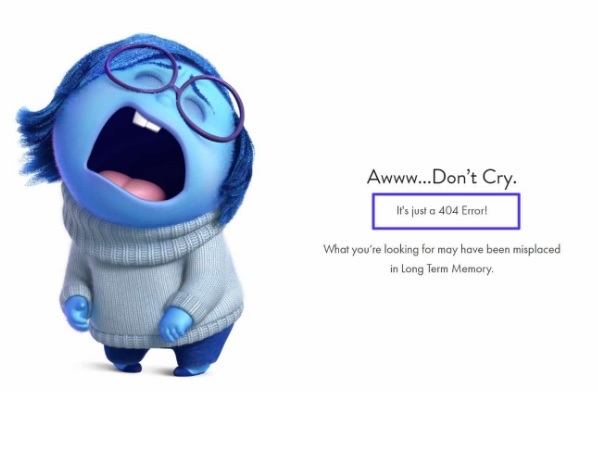 Awww...Don't Cry.
It's just a 404 Error!
What you're looking for may have been misplaced
in Long Term Memory.